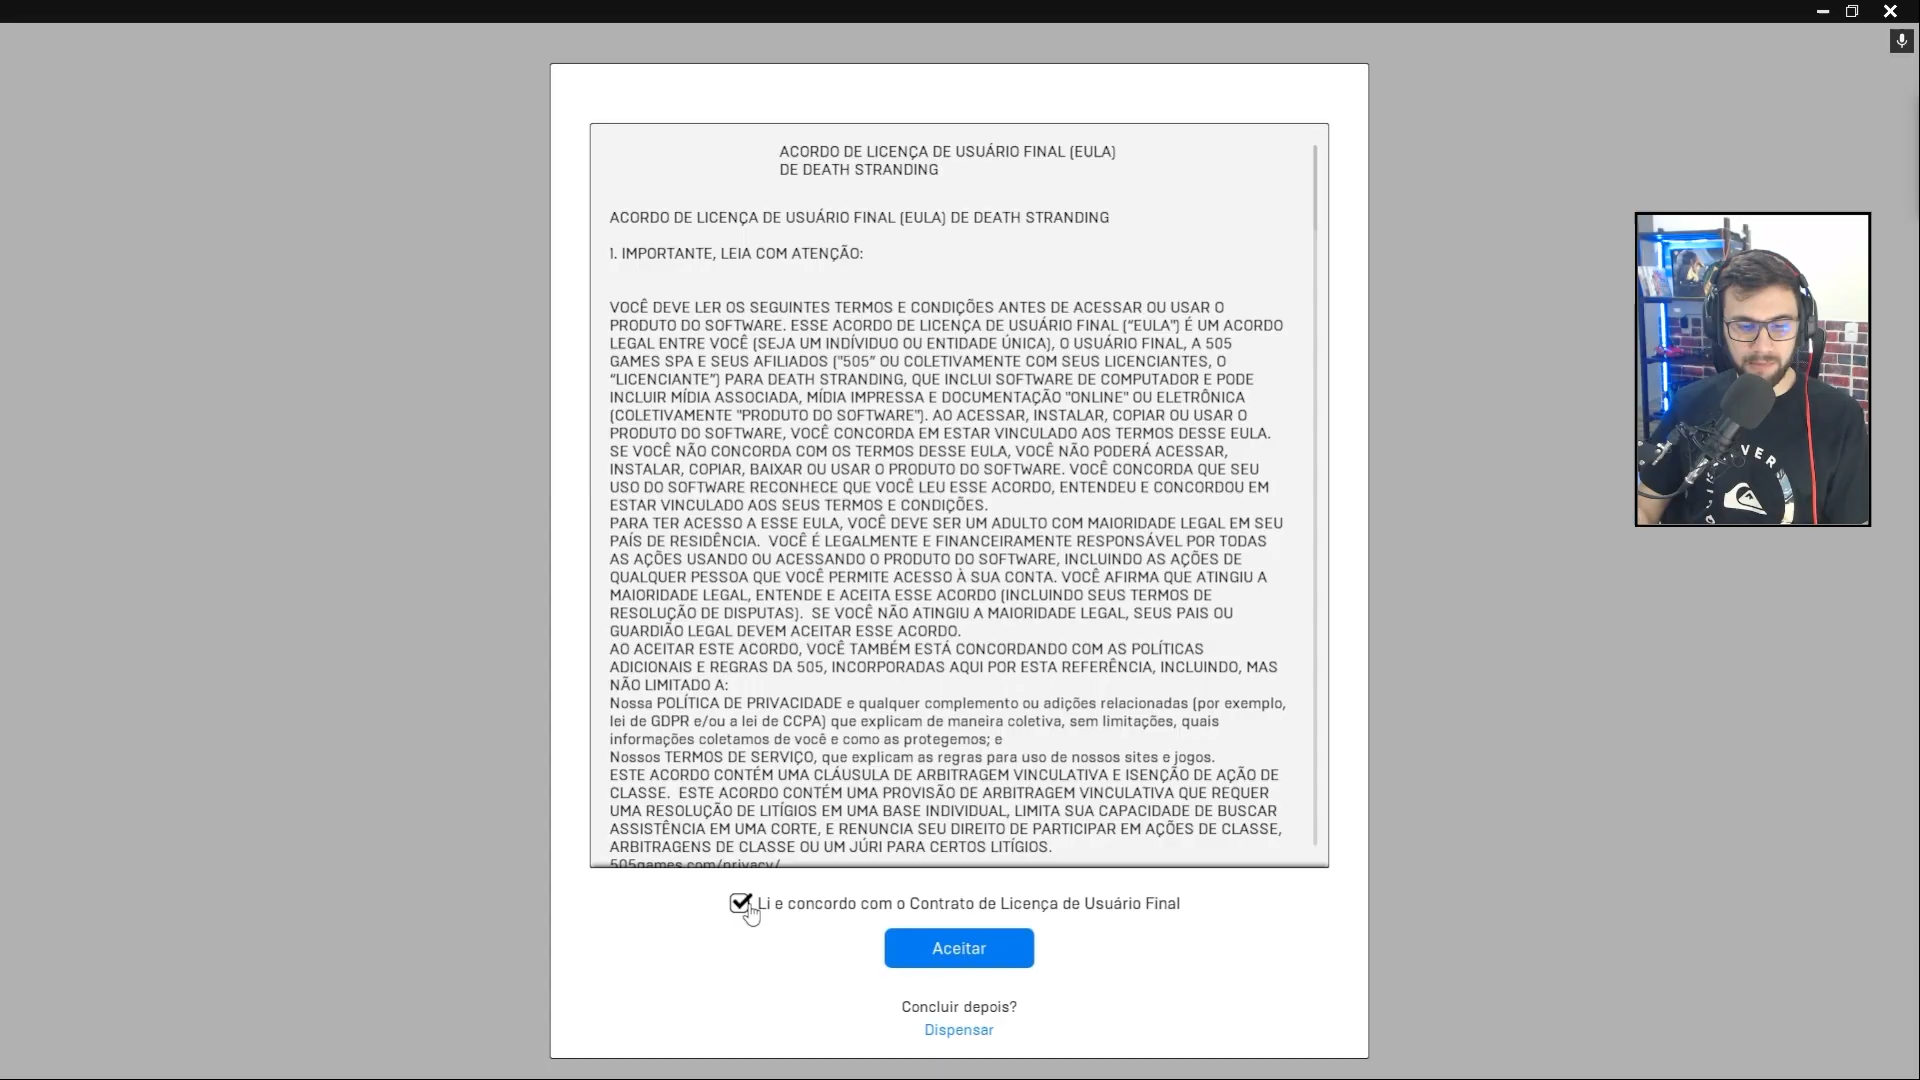 ACORDO DE LICENÇA DE USUÁRIO FINAL (EULA)
DE DEATH STRANDING
ACORDO DE LICENÇA DE USUÁRIO FINAL (EULA) DE DEATH STRANDING
1. IMPORTANTE, LEIA COM ATENÇÃO:
VOCÊ DEVE LER OS SEGUINTES TERMOS E CONDIÇÕES ANTES DE ACESSAR OU USAR O
PRODUTO DO SOFTWARE. ESSE ACORDO DE LICENÇA DE USUÁRIO FINAL (“EULA") É UM ACORDO
LEGAL ENTRE VOCÊ (SEJA UM INDÍVIDUO OU ENTIDADE ÚNICA), O USUÁRIO FINAL, A 505
GAMES SPA E SEUS AFILIADOS ("505” OU COLETIVAMENTE COM SEUS LICENCIANTES, O
“LICENCIANTE”) PARA DEATH STRANDING, QUE INCLUI SOFTWARE DE COMPUTADOR E PODE
INCLUIR MÍDIA ASSOCIADA, MÍDIA IMPRESSA E DOCUMENTAÇÃO "ONLINE" OU ELETRÔNICA
(COLETIVAMENTE "PRODUTO DO SOFTWARE"). AO ACESSAR, INSTALAR, COPIAR OU USAR O
PRODUTO DO SOFTWARE, VOCÊ CONCORDA EM ESTAR VINCULADO AOS TERMOS DESSE EULA.
SE VOCÊ NÃO CONCORDA COM OS TERMOS DESSE EULA, VOCÊ NÃO PODERÁ ACESSAR,
INSTALAR, COPIAR, BAIXAR OU USAR O PRODUTO DO SOFTWARE. VOCÊ CONCORDA QUE SEU
USO DO SOFTWARE RECONHECE QUE VOCÊ LEU ESSE ACORDO, ENTENDEU E CONCORDOU EM
ESTAR VINCULADO AOS SEUS TERMOS E CONDIÇÕES.
PARA TER ACESSO A ESSE EULA, VOCÊ DEVE SER UM ADULTO COM MAIORIDADE LEGAL EM SEU
PAÍS DE RESIDÊNCIA. VOCÊ É LEGALMENTE E FINANCEIRAMENTE RESPONSÁVEL POR TODAS
AS AÇÕES USANDO OU ACESSANDO O PRODUTO DO SOFTWARE, INCLUINDO AS AÇÕES DE
QUALQUER PESSOA QUE VOCÊ PERMITE ACESSO À SUA CONTA. VOCÊ AFIRMA QUE ATINGIU A
MAIORIDADE LEGAL, ENTENDE E ACEITA ESSE ACORDO (INCLUINDO SEUS TERMOS DE
RESOLUÇÃO DE DISPUTAS). SE VOCÊ NÃO ATINGIU A MAIORIDADE LEGAL, SEUS PAIS OU
GUARDIÃO LEGAL DEVEM ACEITAR ESSE ACORDO.
AO ACEITAR ESTE ACORDO, VOCÊ TAMBÉM ESTÁ CONCORDANDO COM AS POLÍTICAS
ADICIONAIS E REGRAS DA 505, INCORPORADAS AQUI POR ESTA REFERÊNCIA, INCLUINDO, MAS
NÃO LIMITADO A:
Nossa POLÍTICA DE PRIVACIDADE e qualquer complemento ou adições relacionadas (por exemplo,
lei de GDPR e/ou a lei de CCPA) que explicam de maneira coletiva, sem limitações, quais
informações coletamos de você e como as protegemos; e
Nossos TERMOS DE SERVIÇO, que explicam as regras para uso de nossos sites e jogos.
ESTE ACORDO CONTÉM UMA CLÁUSULA DE ARBITRAGEM VINCULATIVA E ISENÇÃO DE AÇÃO DE
CLASSE. ESTE ACORDO CONTÉM UMA PROVISÃO DE ARBITRAGEM VINCULATIVA QUE REQUER
UMA RESOLUÇÃO DE LITÍGIOS EM UMA BASE INDIVIDUAL, LIMITA SUA CAPACIDADE DE BUSCAR
ASSISTÊNCIA EM UMA CORTE, E RENUNCIA SEU DIREITO DE PARTICIPAR EM AÇÕES DE CLASSE,
ARBITRAGENS DE CLASSE OU UM JÚRI PARA CERTOS LITÍGIOS.
505games.com/privacy/
Li e concordo com o Contrato de Licença de Usuário Final
Aceitar
Concluir depois?
Dispensar